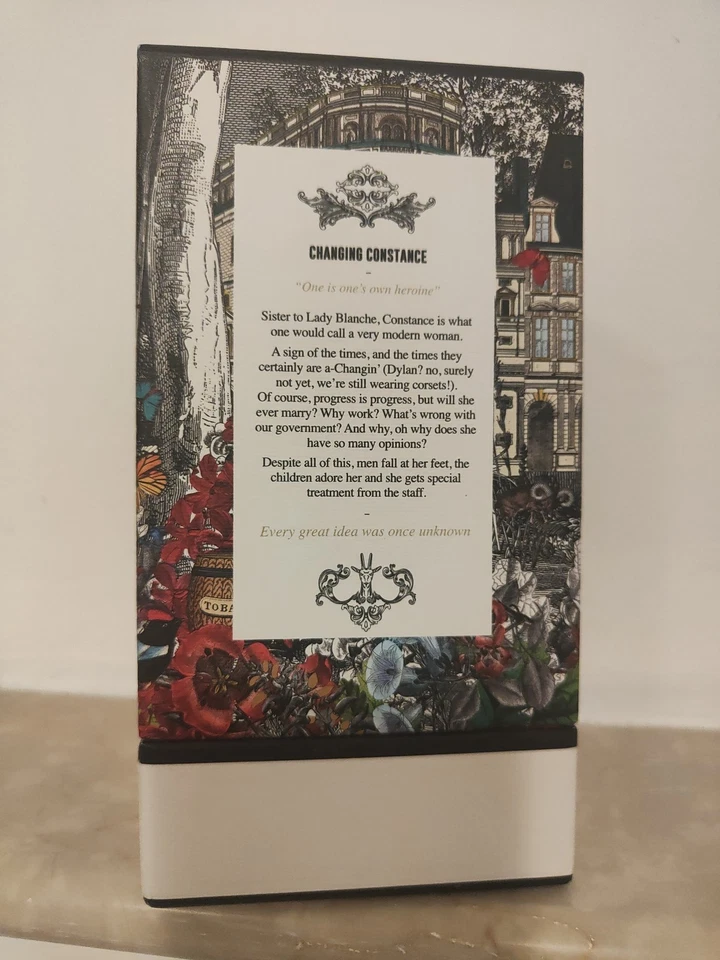 CHANGING CONSTANCE
–
"One is one's own heroine"
Sister to Lady Blanche, Constance is what
one would call a very modern woman.
A sign of the times, and the times they
certainly are a-Changin' (Dylan? no, surely
not yet, we're still wearing corsets!).
Of course, progress is progress, but will she
ever marry? Why work? What's wrong with
our government? And why, oh why does she
have so many opinions?
Despite all of this, men fall at her feet, the
children adore her and she gets special
treatment from the staff.
–
Every great idea was once unknown
TOBA